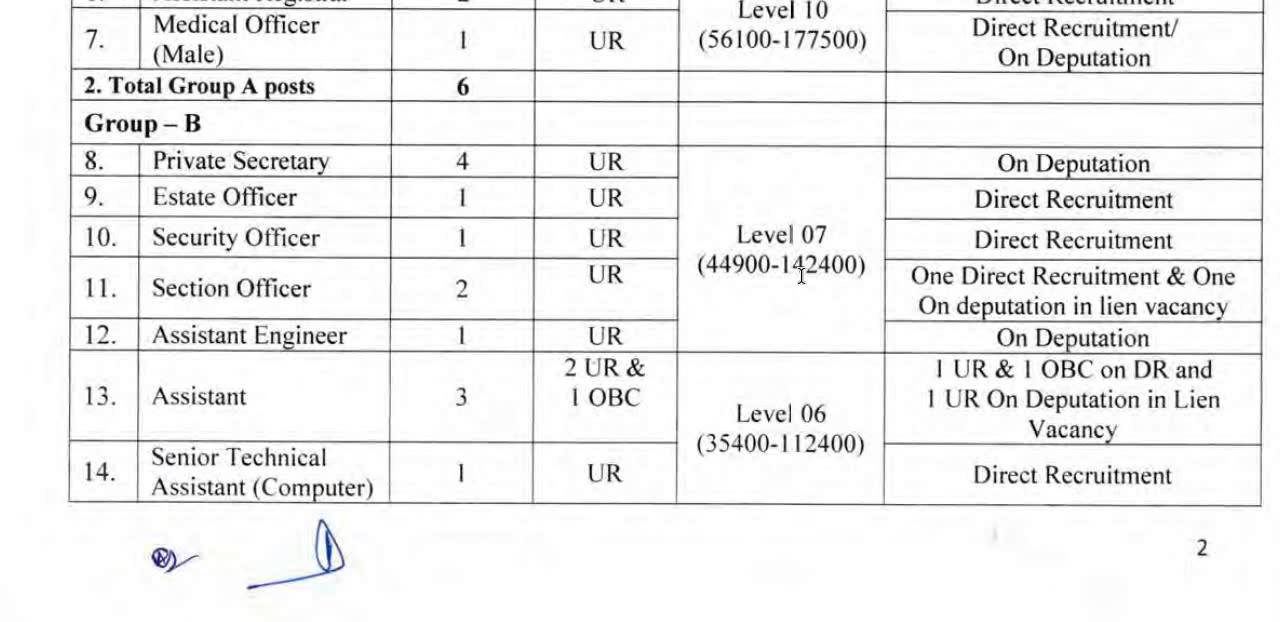 Level 10
7. Medical Officer (Male) 1 UR (56100-177500) Direct Recruitment/ On Deputation
2. Total Group A posts 6
Group – B
8. Private Secretary 4 UR On Deputation
9. Estate Officer 1 UR Direct Recruitment
10. Security Officer 1 UR Level 07 Direct Recruitment
(44900-142400)
11. Section Officer 2 UR One Direct Recruitment & One On deputation in lien vacancy
12. Assistant Engineer 1 UR On Deputation
13. Assistant 3 2 UR & 1 OBC 1 UR & 1 OBC on DR and 1 UR On Deputation in Lien Vacancy
Level 06
(35400-112400)
14. Senior Technical Assistant (Computer) 1 UR Direct Recruitment
2